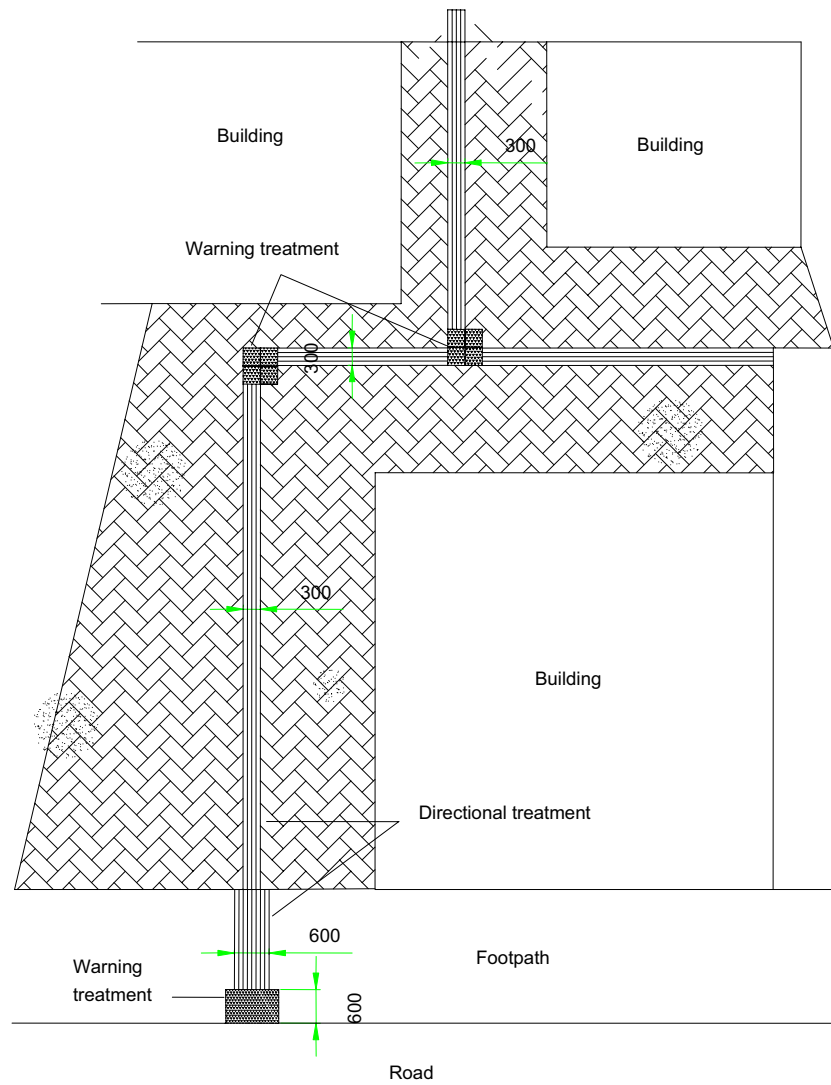 Building
300
Building
Warning treatment
300
300
Building
Directional treatment
600
Footpath
Warning
treatment
600
Road